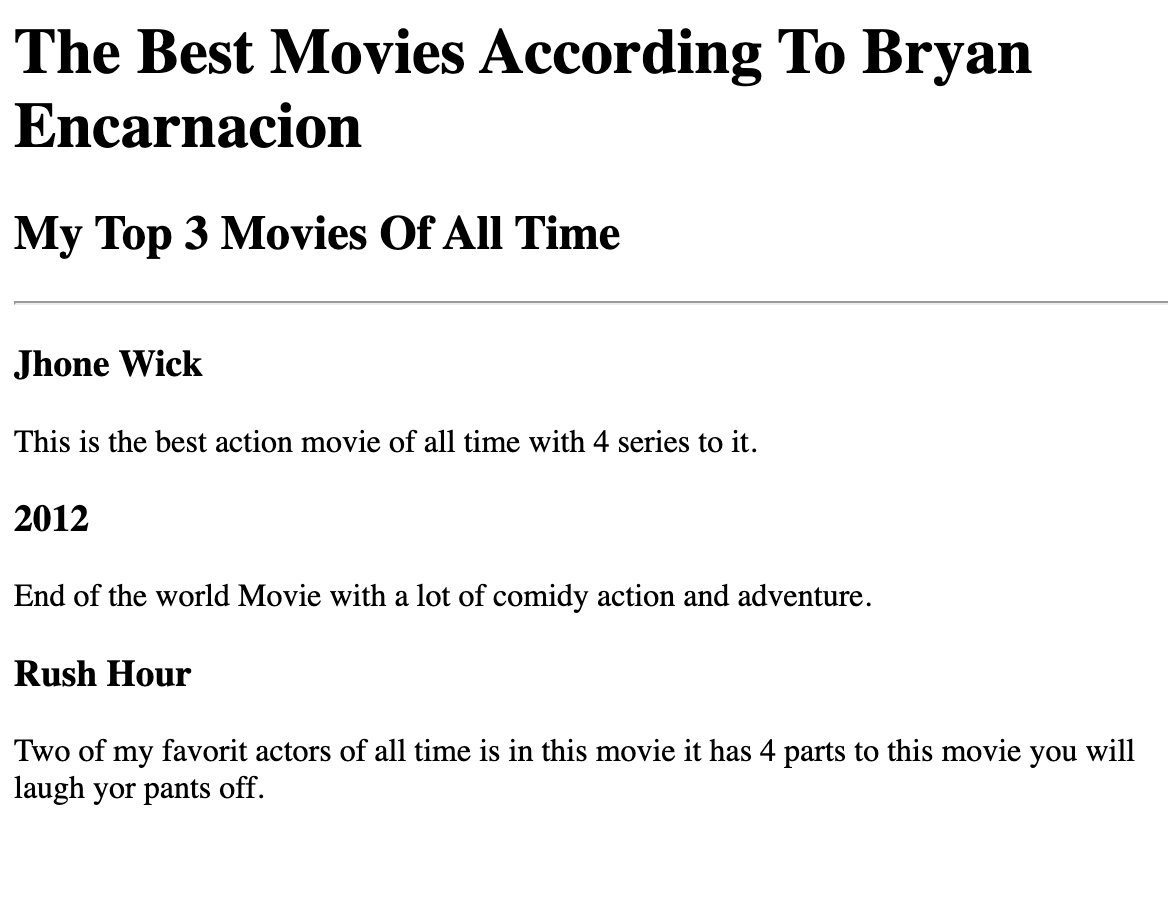 The Best Movies According To Bryan
Encarnacion
My Top 3 Movies Of All Time
Jhone Wick
This is the best action movie of all time with 4 series to it.
2012
End of the world Movie with a lot of comidy action and adventure.
Rush Hour
Two of my favorit actors of all time is in this movie it has 4 parts to this movie you will
laugh yor pants off.